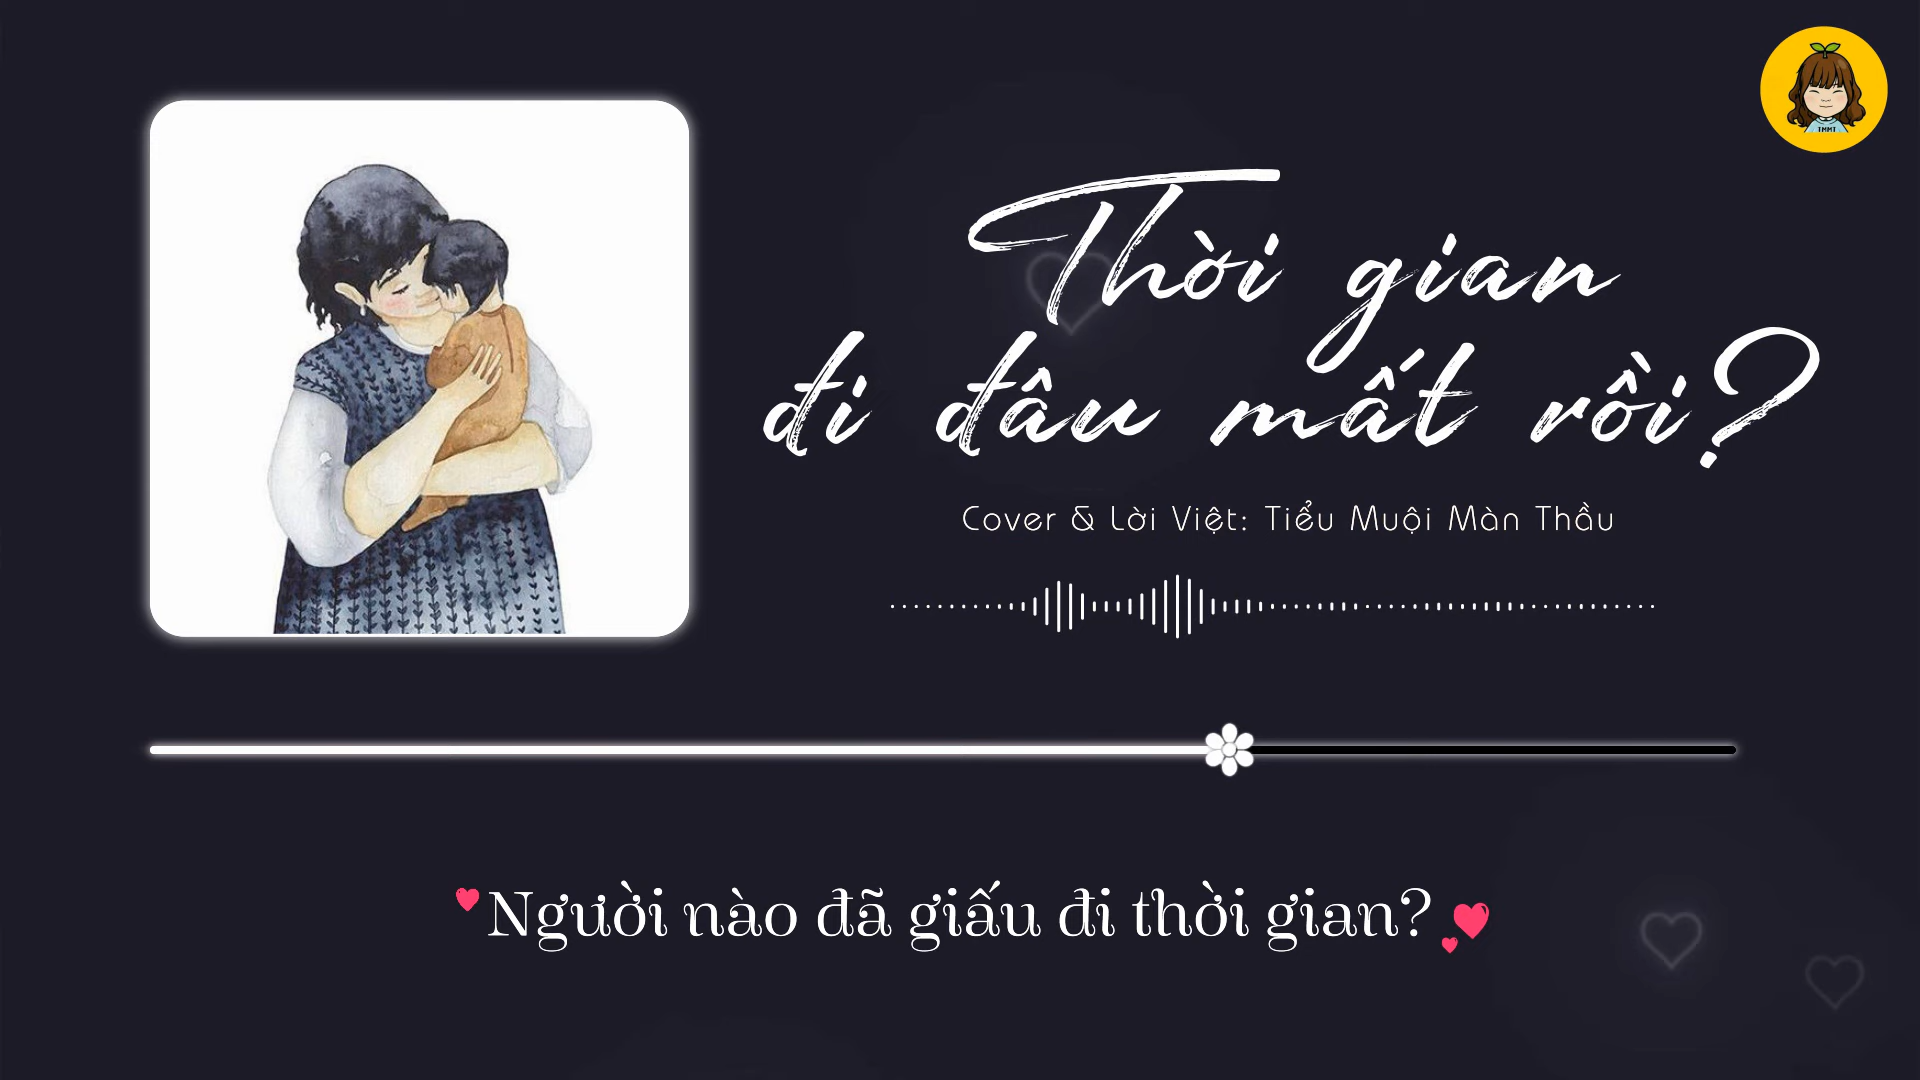 Thời gian
đi đâu mất rồi?
Cover & Lời Việt: Tiểu Muội Màn Thầu
Người nào đã giấu đi thời gian?
TMMT